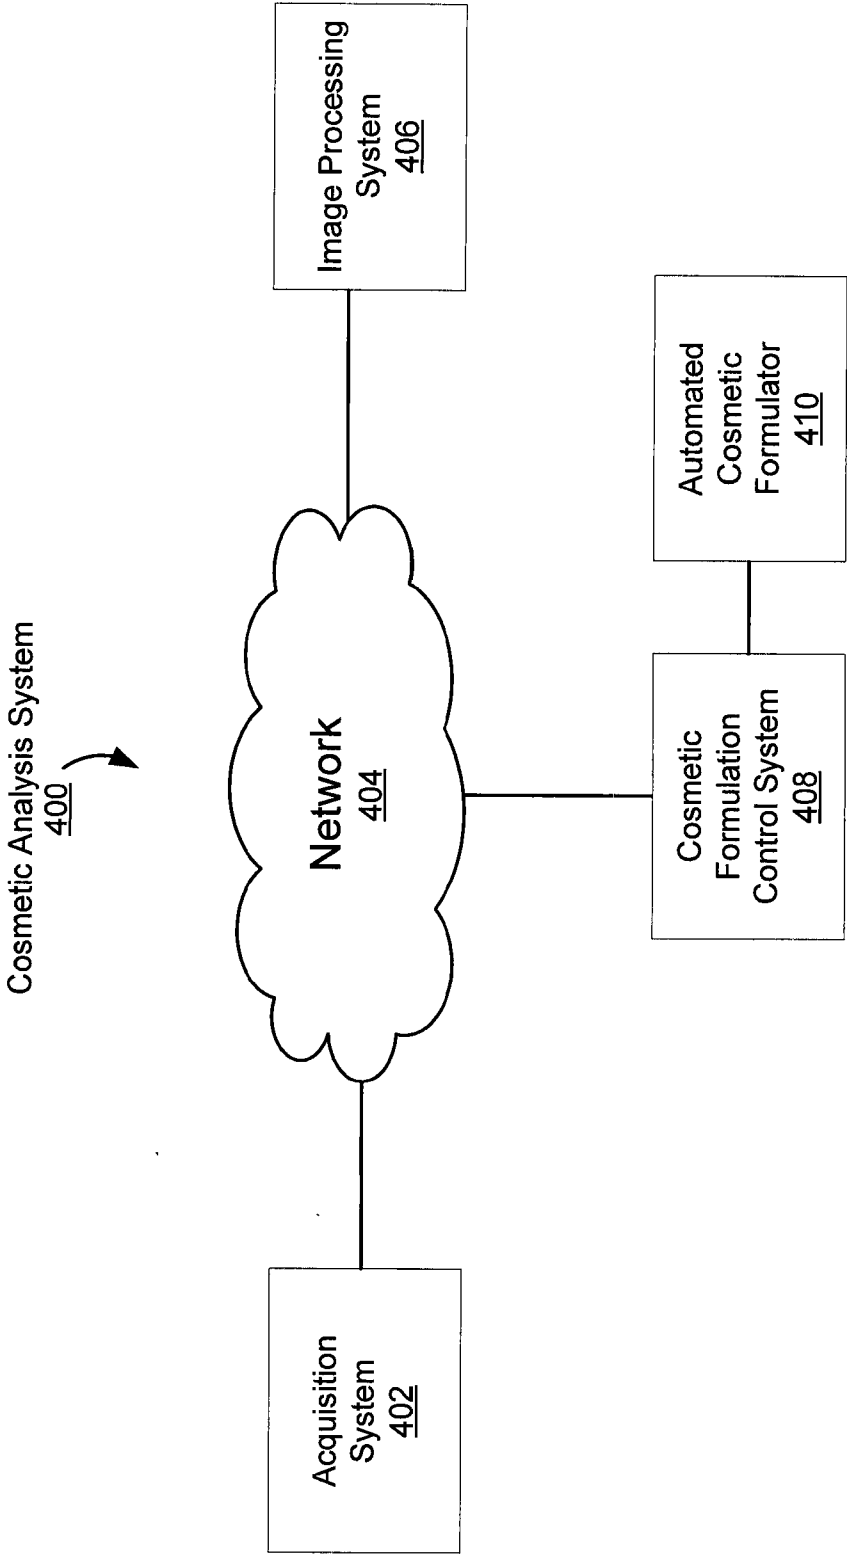 Cosmetic Analysis System
400
Acquisition
System
402
Network
404
Image Processing
System
406
Cosmetic
Formulation
Control System
408
Automated
Cosmetic
Formulator
410